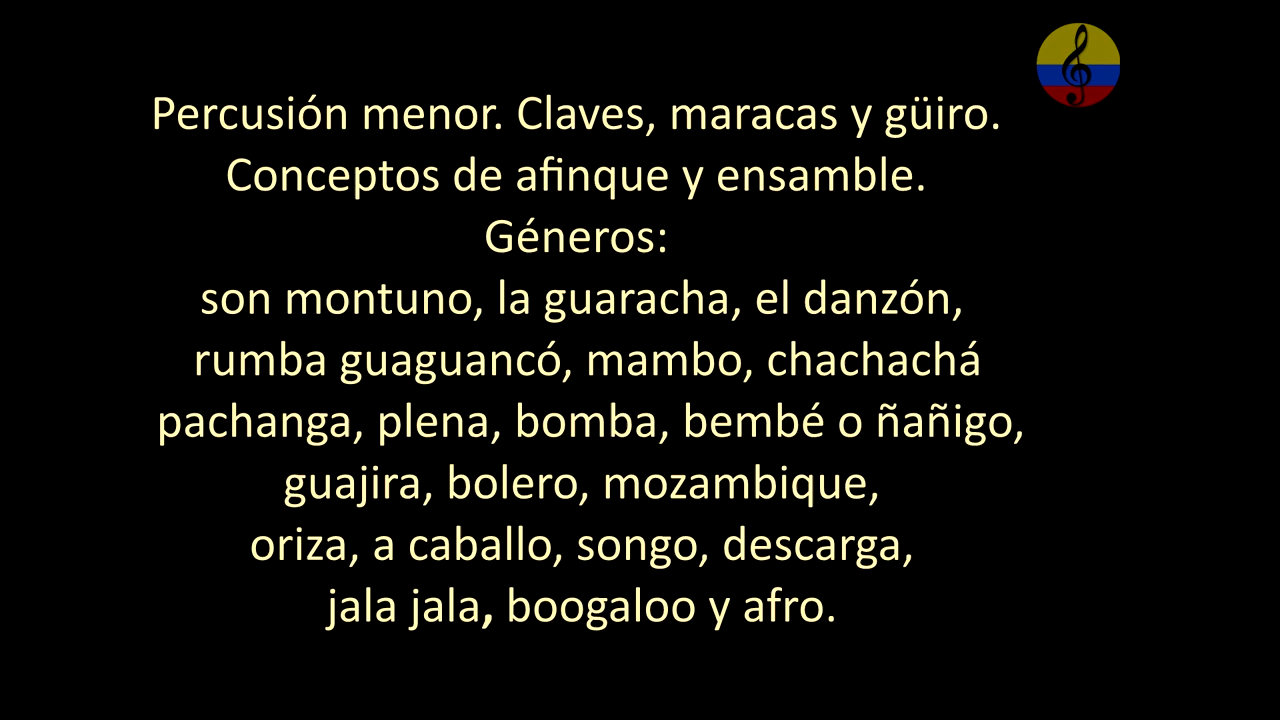 Percusión menor. Claves, maracas y güiro.
Conceptos de afinque y ensamble.
Géneros:
son montuno, la guaracha, el danzón,
rumba guaguancó, mambo, chachachá
pachanga, plena, bomba, bembé o ñañigo,
guajira, bolero, mozambique,
oriza, a caballo, songo, descarga,
jala jala, boogaloo y afro.